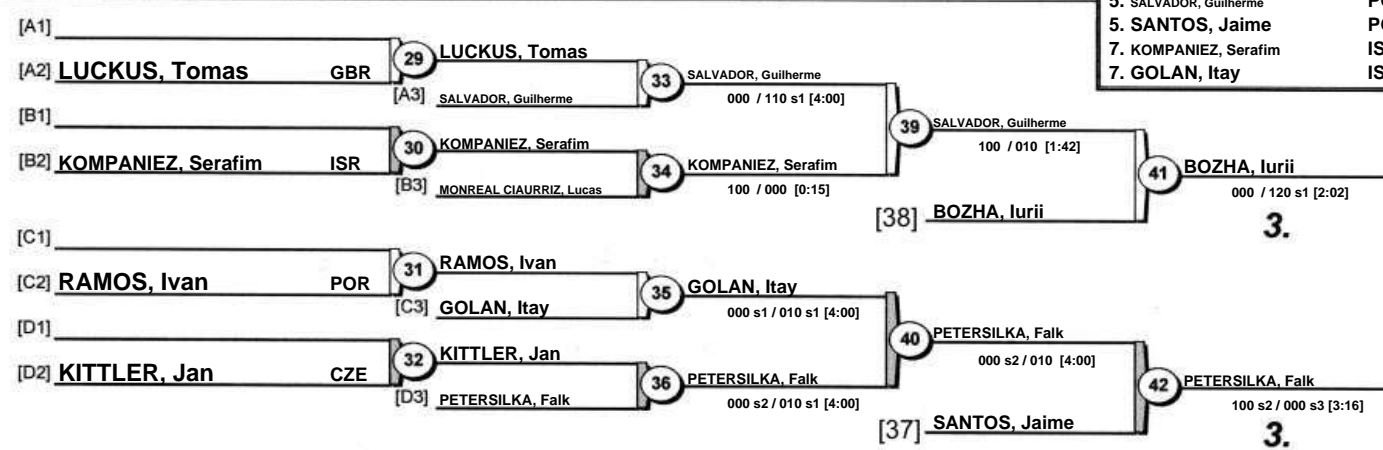 5. SALVADOR, Guilherme
5. SANTOS, Jaime
7. KOMPANIEZ, Serafim
7. GOLAN, Itay
[A1]
[A2] LUCKUS, Tomas GBR
29
LUCKUS, Tomas
[A3] SALVADOR, Guilherme
33
SALVADOR, Guilherme
000 / 110 s1 [4:00]
[B1]
[B2] KOMPANIEZ, Serafim ISR
30
KOMPANIEZ, Serafim
[B3] MONREAL CIAURRIZ, Lucas
34
KOMPANIEZ, Serafim
100 / 000 [0:15]
39
SALVADOR, Guilherme
100 / 010 [1:42]
[38] BOZHA, Iurii
41
BOZHA, Iurii
000 / 120 s1 [2:02]
3.
[C1]
[C2] RAMOS, Ivan POR
31
RAMOS, Ivan
[C3] GOLAN, Itay
35
GOLAN, Itay
000 s1 / 010 s1 [4:00]
[D1]
[D2] KITTLER, Jan CZE
32
KITTLER, Jan
[D3] PETERSILKA, Falk
36
PETERSILKA, Falk
000 s2 / 010 s1 [4:00]
40
PETERSILKA, Falk
000 s2 / 010 [4:00]
[37] SANTOS, Jaime
42
PETERSILKA, Falk
100 s2 / 000 s3 [3:16]
3.